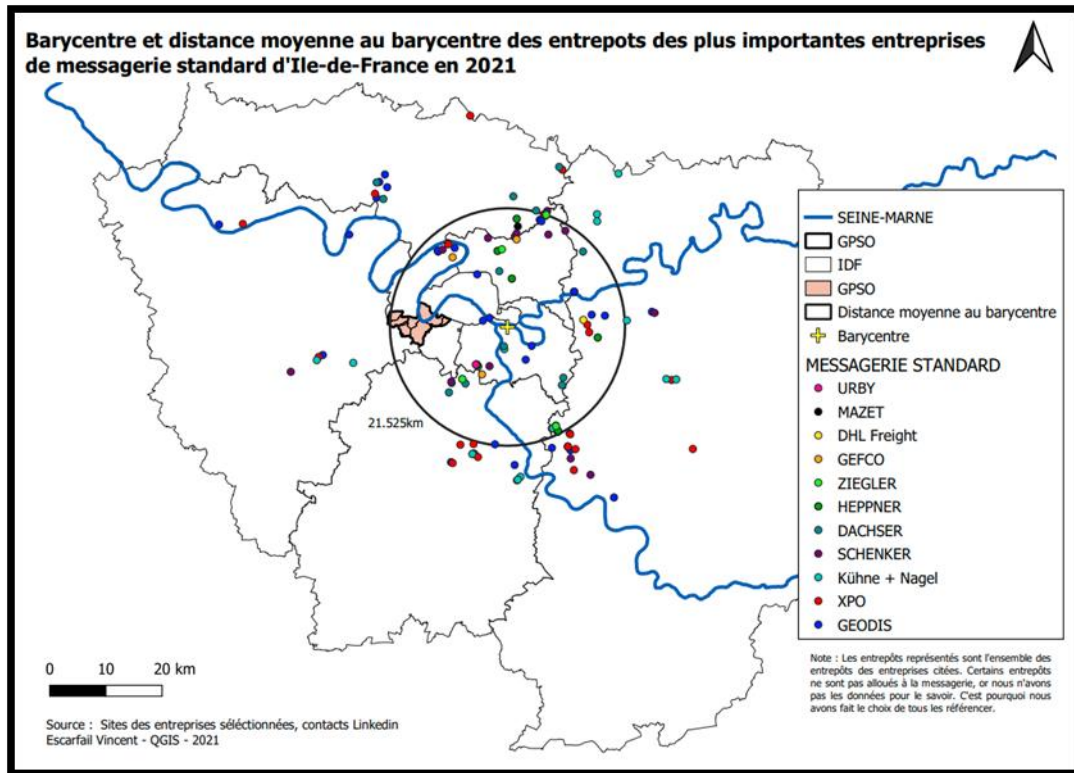 Barycentre et distance moyenne au barycentre des entrepots des plus importantes entreprises
de messagerie standard d'Ile-de-France en 2021
SEINE-MARNE
GPSO
IDF
GPSO
Distance moyenne au barycentre
Barycentre
MESSAGERIE STANDARD
URBY
MAZET
DHL Freight
GEFCO
ZIEGLER
HEPPNER
DACHSER
SCHENKER
Kühne + Nagel
XPO
GEODIS
21.525km
0 10 20 km
Source : Sites des entreprises séléctionnées, contacts Linkedin
Escarfail Vincent - QGIS - 2021
Note : Les entrepôts représentés sont l'ensemble des
entrepôts des entreprises citées. Certains entrepôts
ne sont pas alloués à la messagerie, or nous n'avons
pas les données pour le savoir. C'est pourquoi nous
avons fait le choix de tous les référencer.